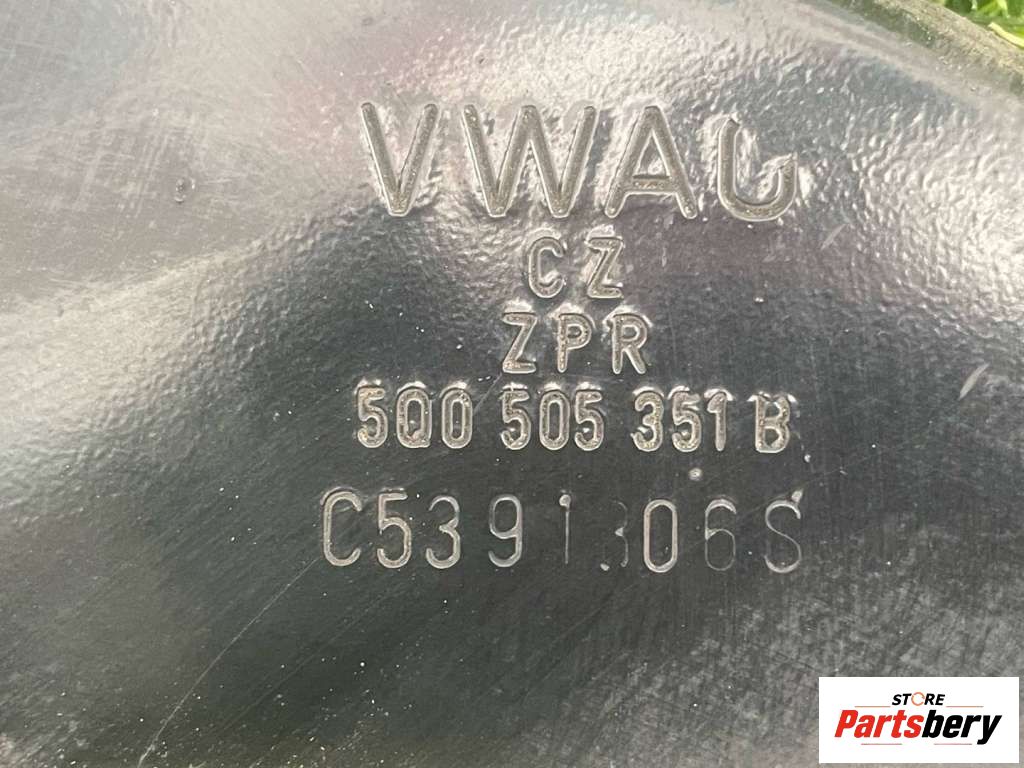 VWAG
CZ
ZPR
5Q0 505 351 B
C5391306S
STORE
Partsbery